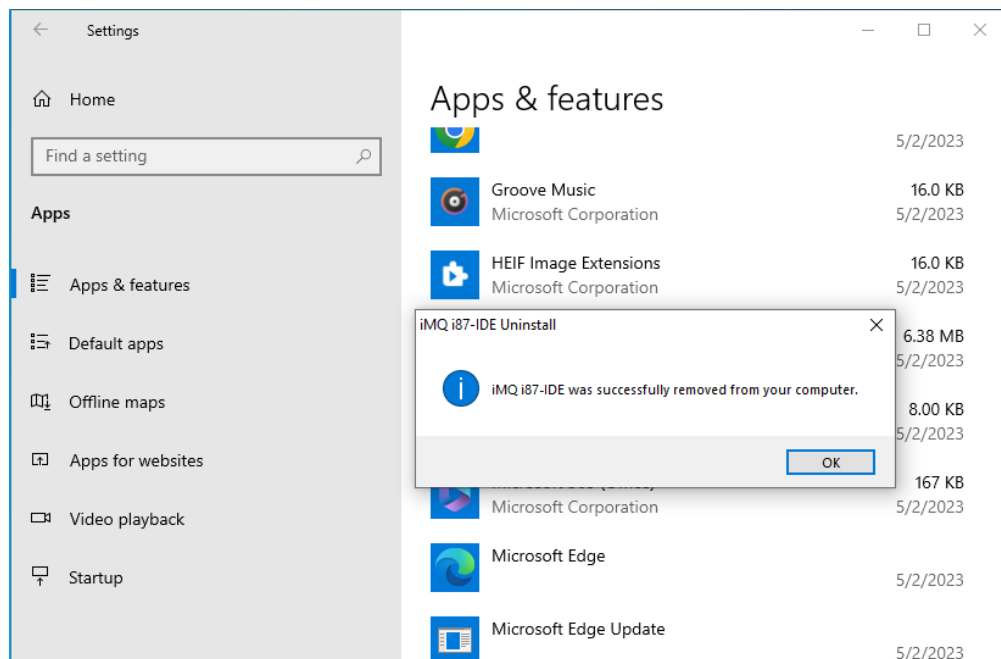 Settings
Home
Find a setting
Apps
Apps & features
Default apps
Offline maps
Apps for websites
Video playback
Startup
Apps & features
5/2/2023
Groove Music 16.0 KB
Microsoft Corporation 5/2/2023
HEIF Image Extensions 16.0 KB
Microsoft Corporation 5/2/2023
iMQ i87-IDE Uninstall
iMQ i87-IDE was successfully removed from your computer.
OK
6.38 MB
5/2/2023
8.00 KB
5/2/2023
167 KB
Microsoft Corporation 5/2/2023
Microsoft Edge
5/2/2023
Microsoft Edge Update
5/2/2023